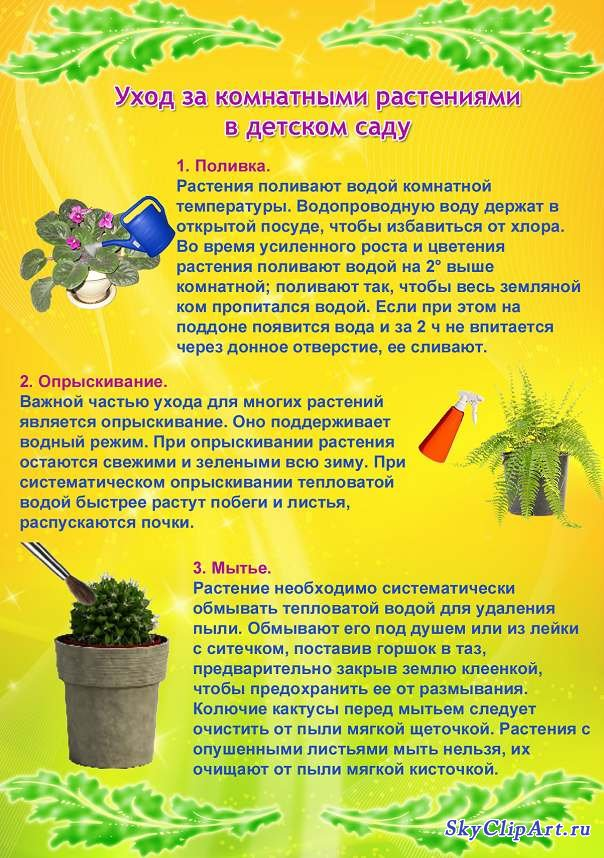 Уход за комнатными растениями
в детском саду
1. Поливка.
Растения поливают водой комнатной
температуры. Водопроводную воду держат в
открытой посуде, чтобы избавиться от хлора.
Во время усиленного роста и цветения
растения поливают водой на 2º выше
комнатной; поливают так, чтобы весь земляной
ком пропитался водой. Если при этом на
поддоне появится вода и за 2 ч не впитается
через донное отверстие, ее сливают.
2. Опрыскивание.
Важной частью ухода для многих растений
является опрыскивание. Оно поддерживает
водный режим. При опрыскивании растения
остаются свежими и зелеными всю зиму. При
систематическом опрыскивании тепловатой
водой быстрее растут побеги и листья,
распускаются почки.
3. Мытье.
Растение необходимо систематически
обмывать тепловатой водой для удаления
пыли. Обмывают его под душем или из лейки
с ситечком, поставив горшок в таз,
предварительно закрыв землю клеенкой,
чтобы предохранить ее от размывания.
Колючие кактусы перед мытьем следует
очистить от пыли мягкой щеточкой. Растения с
опушенными листьями мыть нельзя, их
очищают от пыли мягкой кисточкой.
SkyClipArt.ru